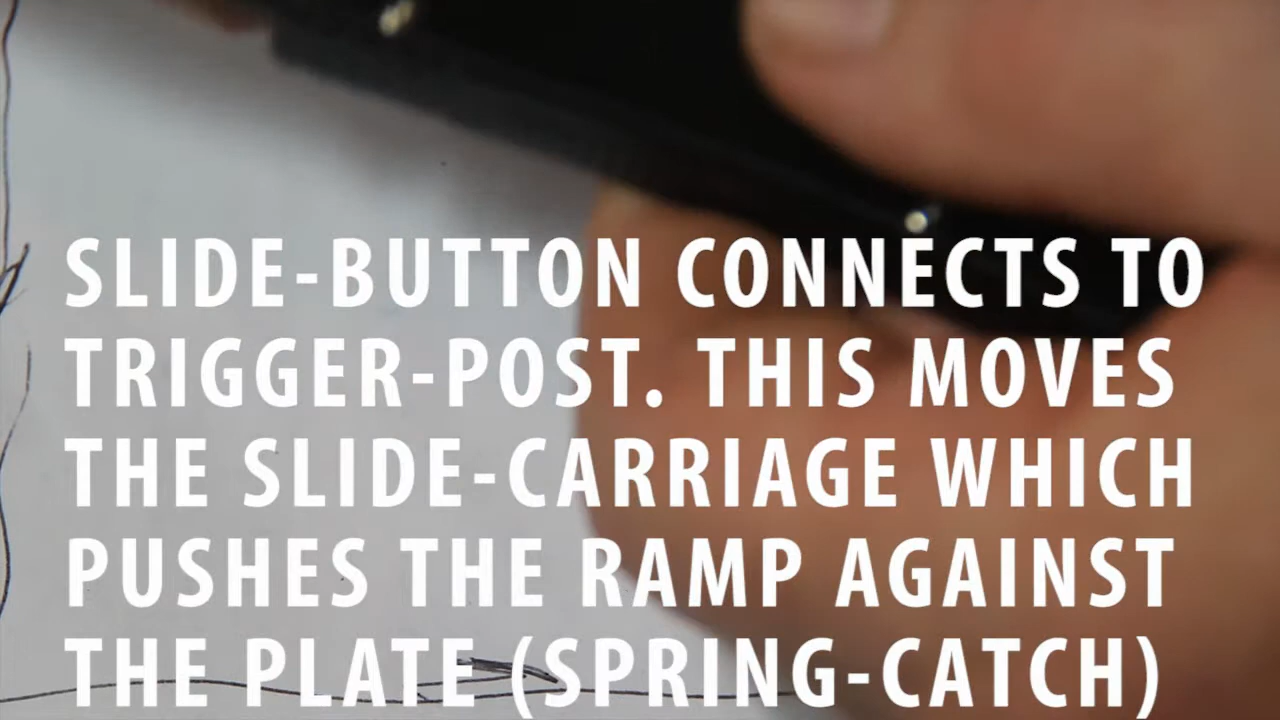 SLIDE-BUTTON CONNECTS TO
TRIGGER-POST. THIS MOVES
THE SLIDE-CARRIAGE WHICH
PUSHES THE RAMP AGAINST
THE PLATE (SPRING-CATCH)